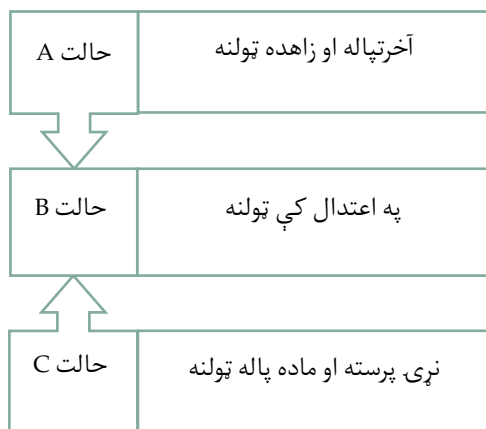 حالت A
آخرتپاله او زاهده ټولنه
حالت B
په اعتدال کې ټولنه
حالت C
نړۍ پرسته او ماده پاله ټولنه